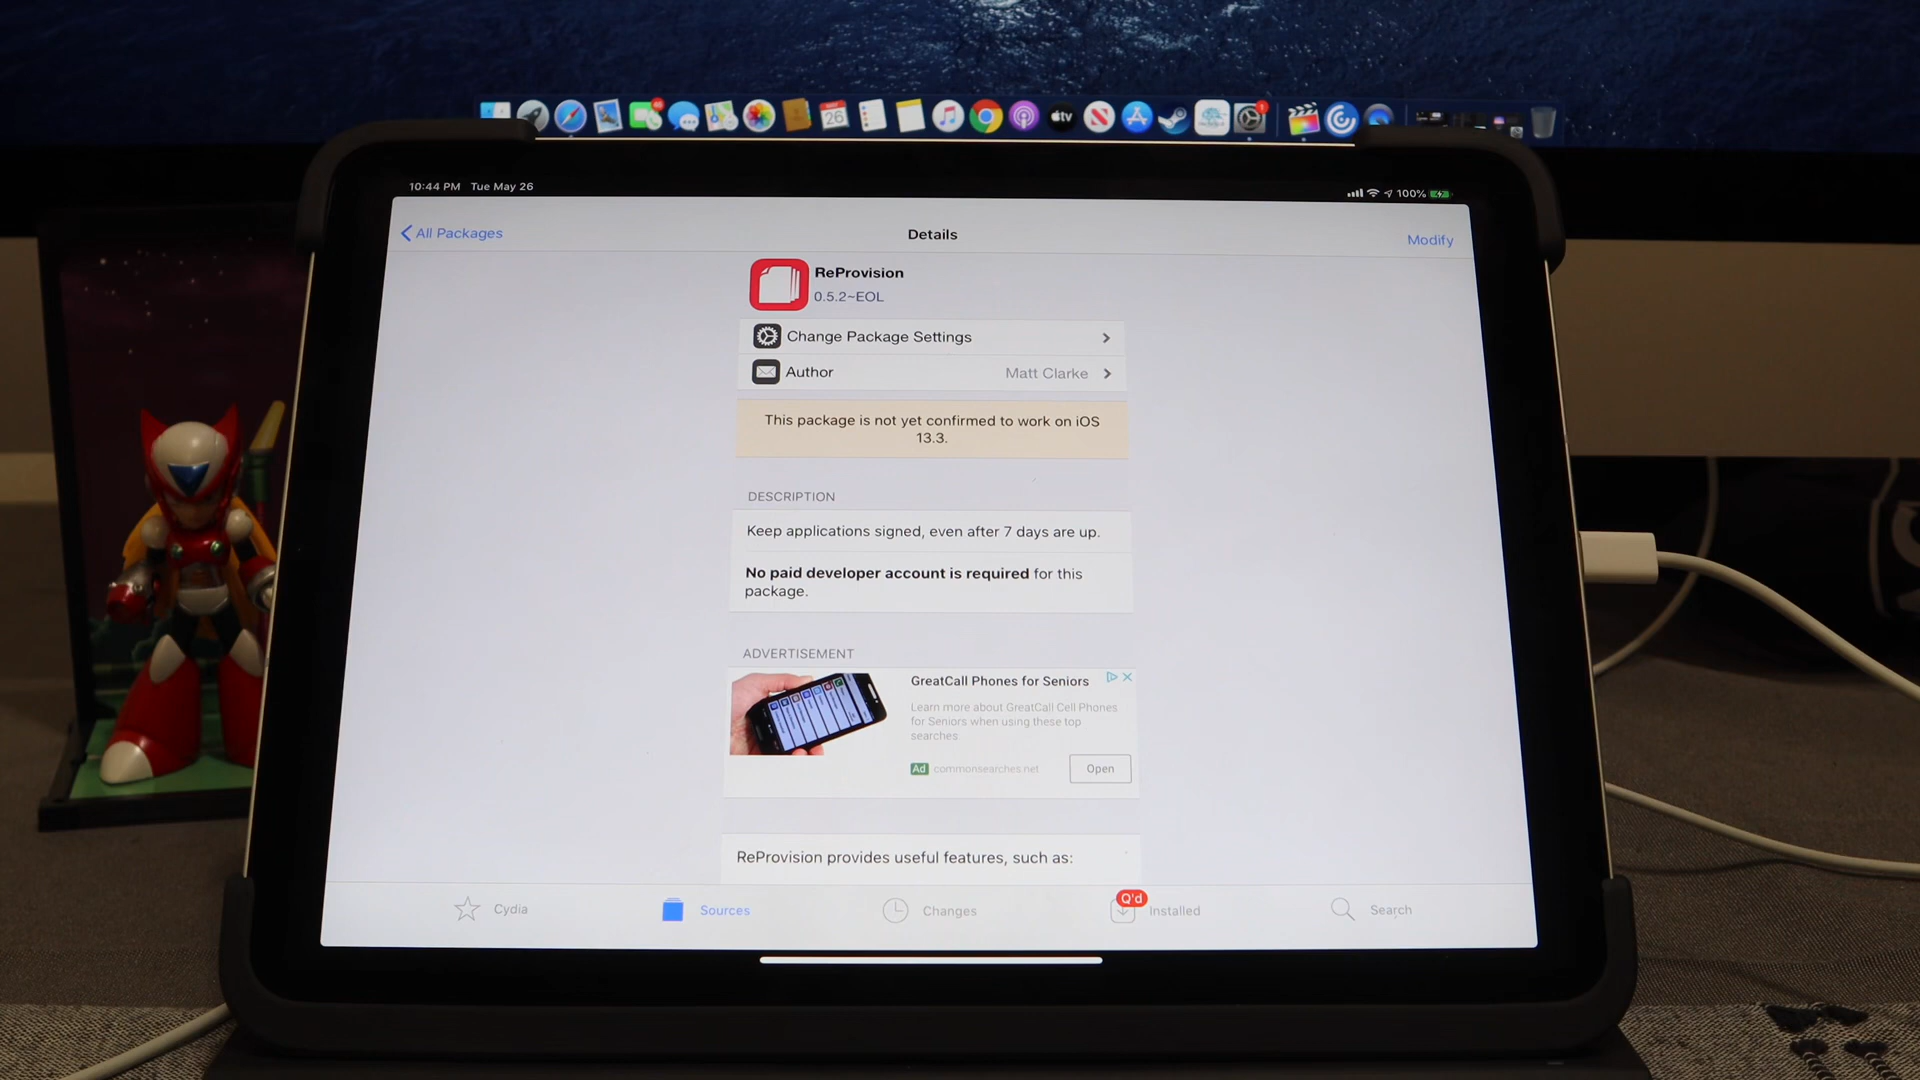 26
tv
1
10:44 PM Tue May 26
100%
All Packages
Details
Modify
ReProvision
0.5.2~EOL
Change Package Settings
Author
Matt Clarke
This package is not yet confirmed to work on iOS
13.3.
DESCRIPTION
Keep applications signed, even after 7 days are up.
No paid developer account is required for this
package.
ADVERTISEMENT
GreatCall Phones for Seniors
Learn more about GreatCall Cell Phones
for Seniors when using these top
searches.
Ad commonsearches.net
Open
ReProvision provides useful features, such as:
Cydia
Sources
Changes
Q'd
Installed
Search